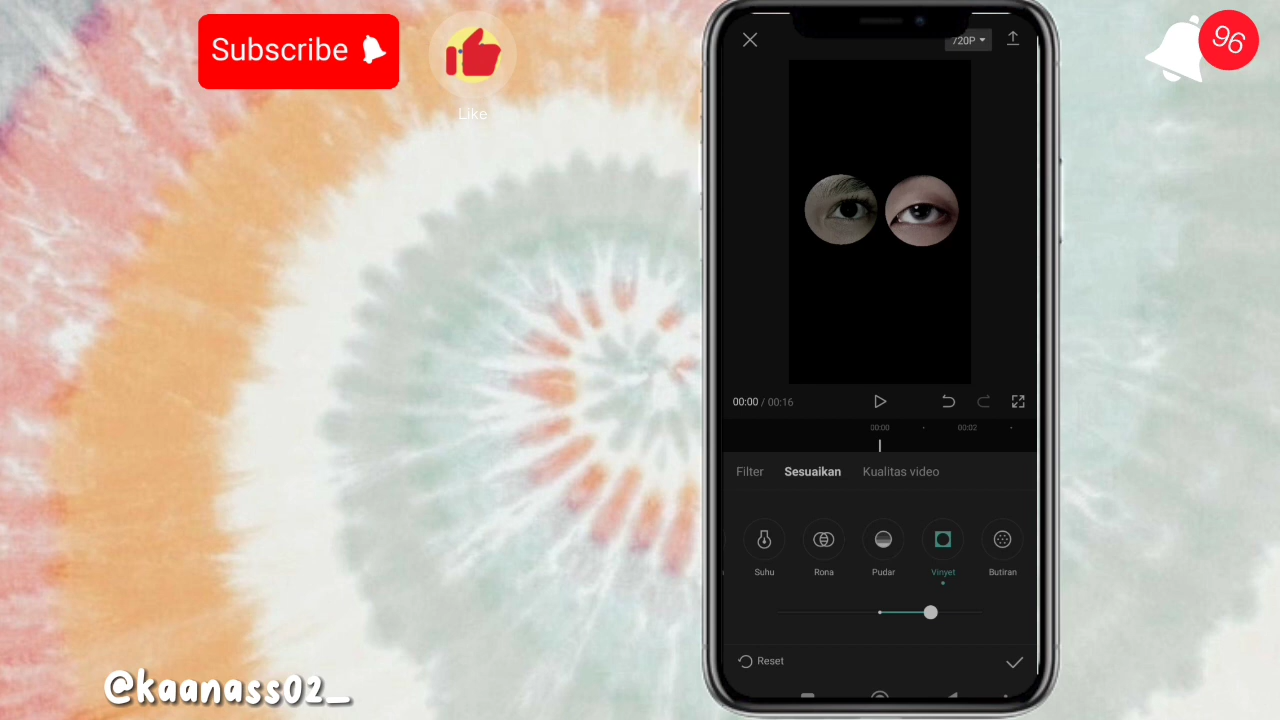 Subscribe
Like
96
720P
00:00 / 00:16
00:00
00:02
Filter
Sesuaikan
Kualitas video
Suhu
Rona
Pudar
Vinyet
Butiran
Reset
@kaanass02_